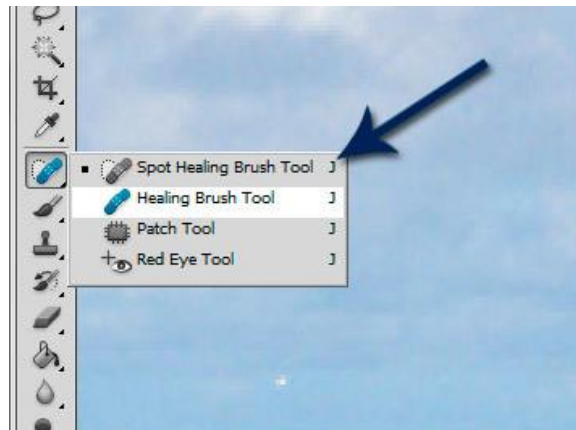 Spot Healing Brush Tool J
Healing Brush Tool J
Patch Tool J
Red Eye Tool J